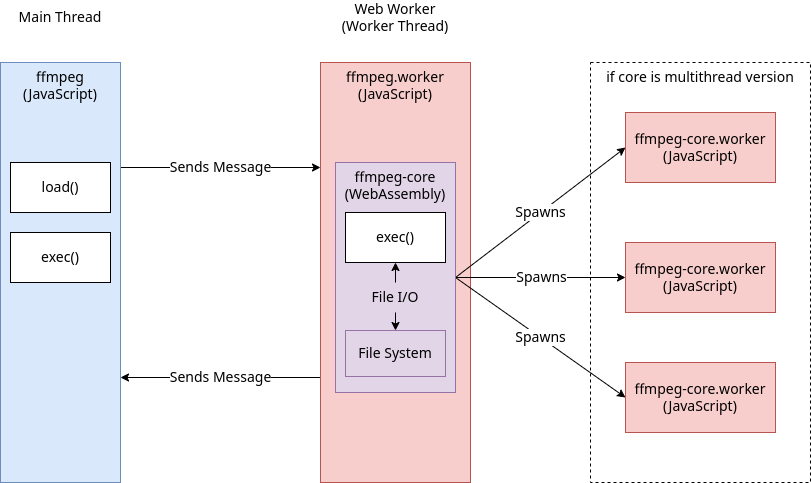 Main Thread
Web Worker
(Worker Thread)
ffmpeg
(JavaScript)
load()
exec()
Sends Message
Sends Message
ffmpeg.worker
(JavaScript)
ffmpeg-core
(WebAssembly)
exec()
File I/O
File System
Spawns
Spawns
Spawns
if core is multithread version
ffmpeg-core.worker
(JavaScript)
ffmpeg-core.worker
(JavaScript)
ffmpeg-core.worker
(JavaScript)